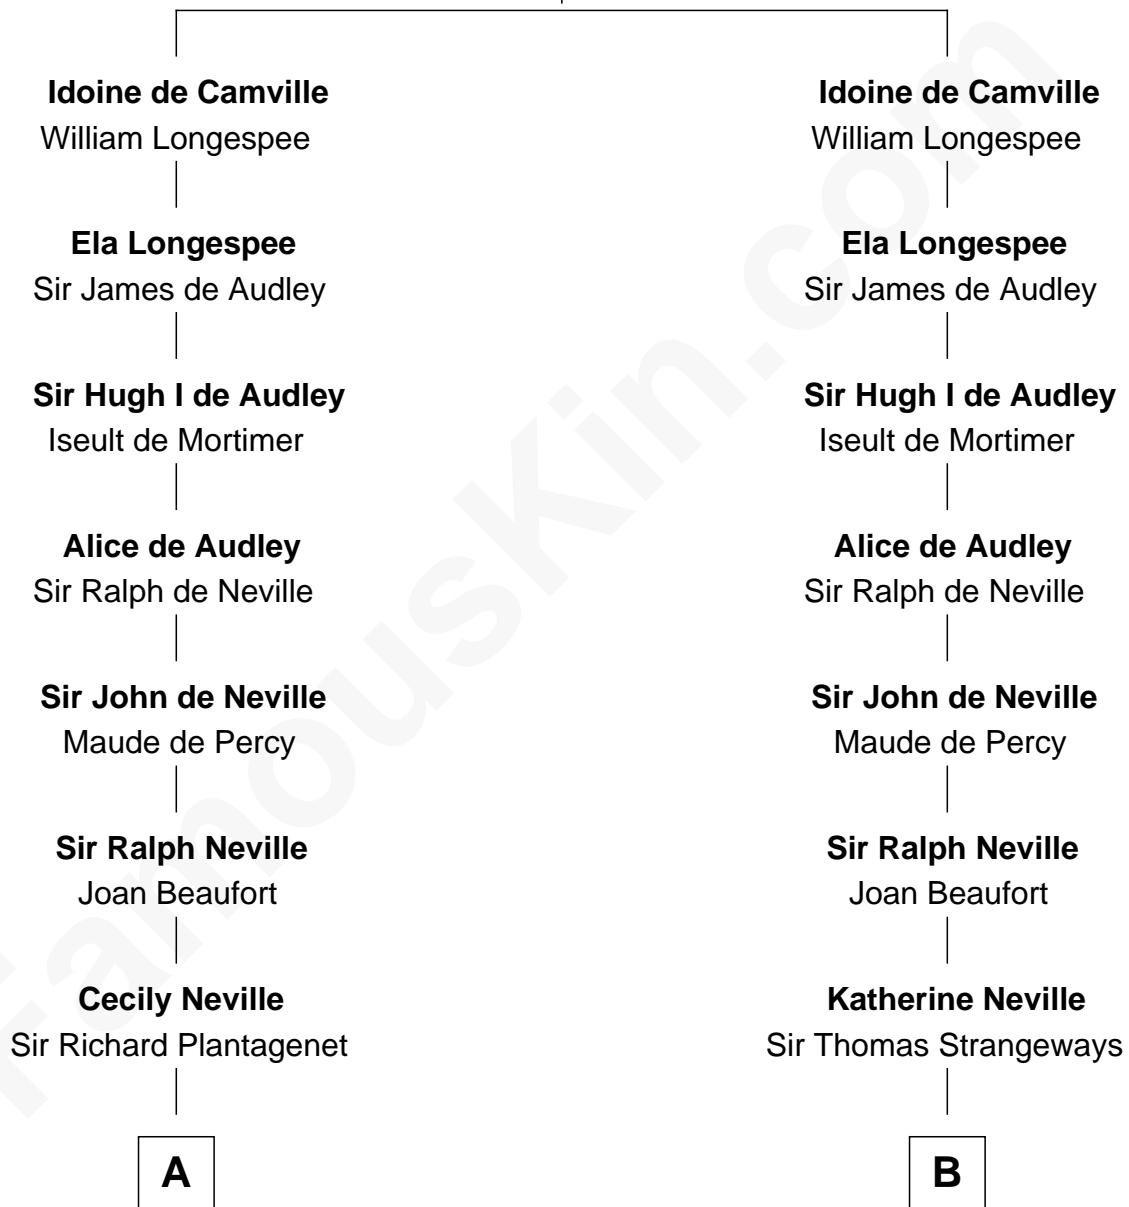 Idoine de Camville
William Longespee
Idoine de Camville
William Longespee
Ela Longespee
Sir James de Audley
Ela Longespee
Sir James de Audley
Sir Hugh I de Audley
Iseult de Mortimer
Sir Hugh I de Audley
Iseult de Mortimer
Alice de Audley
Sir Ralph de Neville
Alice de Audley
Sir Ralph de Neville
Sir John de Neville
Maude de Percy
Sir John de Neville
Maude de Percy
Sir Ralph Neville
Joan Beaufort
Sir Ralph Neville
Joan Beaufort
Cecily Neville
Sir Richard Plantagenet
Katherine Neville
Sir Thomas Strangeways
A
B
FamousKin.com